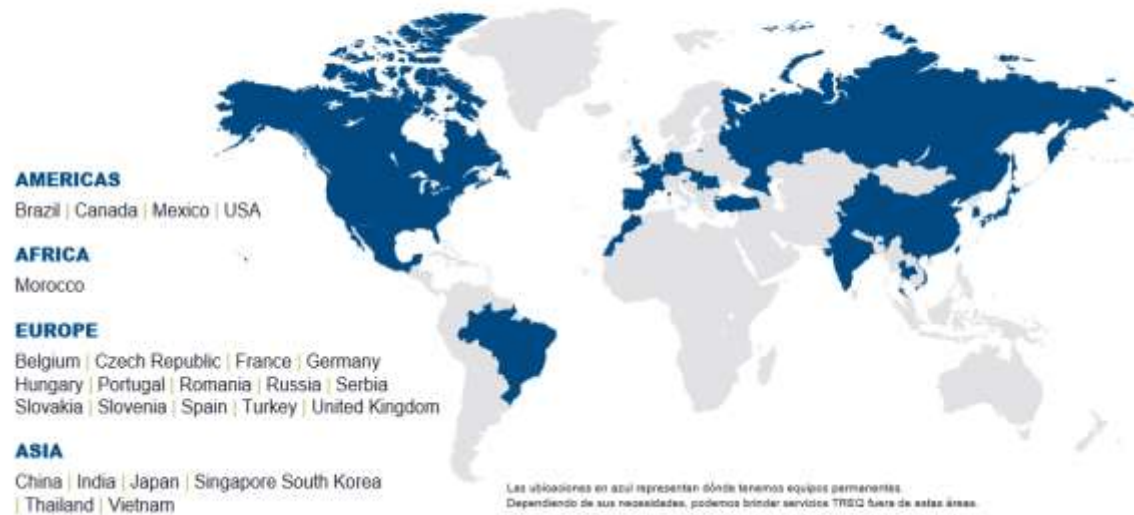 AMERICAS
Brazil | Canada | Mexico | USA
AFRICA
Morocco
EUROPE
Belgium | Czech Republic | France | Germany
Hungary | Portugal | Romania | Russia | Serbia
Slovakia | Slovenia | Spain | Turkey | United Kingdom
ASIA
China | India | Japan | Singapore South Korea
| Thailand | Vietnam
Las ubicaciones en azul representan dónde tenemos equipos permanentes.
Dependiendo de sus necesidades, podemos brindar servicios TREQ fuera de estas áreas.